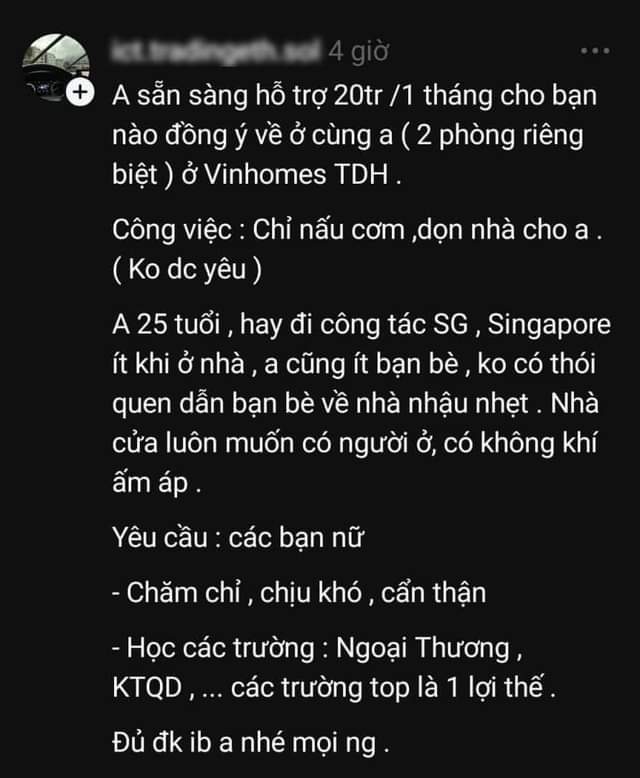 4 giờ
A sẵn sàng hỗ trợ 20tr /1 tháng cho bạn
nào đồng ý về ở cùng a ( 2 phòng riêng
biệt ) ở Vinhomes TDH .
Công việc : Chỉ nấu cơm ,dọn nhà cho a .
( Ko dc yêu )
A 25 tuổi , hay đi công tác SG , Singapore
ít khi ở nhà , a cũng ít bạn bè , ko có thói
quen dẫn bạn bè về nhà nhậu nhẹt . Nhà
cửa luôn muốn có người ở, có không khí
ấm áp .
Yêu cầu : các bạn nữ
- Chăm chỉ , chịu khó , cẩn thận
- Học các trường : Ngoại Thương ,
KTQD , ... các trường top là 1 lợi thế .
Đủ đk ib a nhé mọi ng .